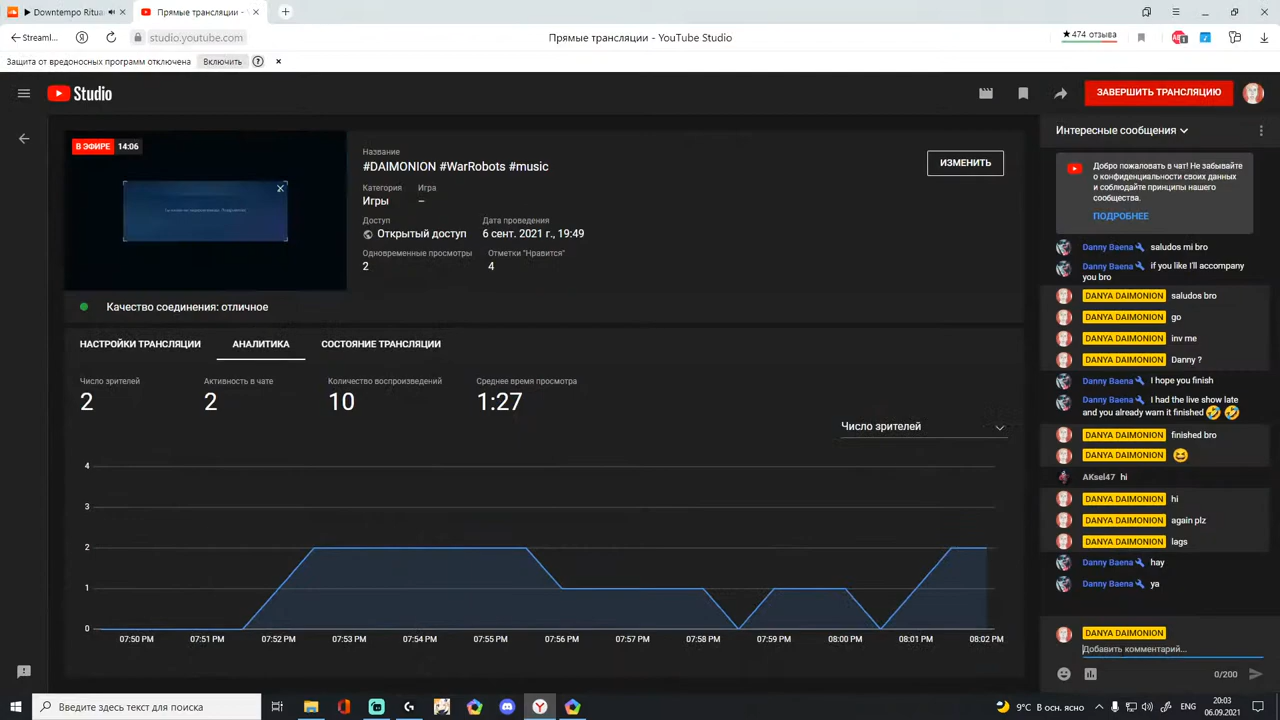 Downtempo Ritua
Прямые трансляции -
Streaml...
studio.youtube.com
Прямые трансляции - YouTube Studio
★474 отзыва
Защита от вредоносных программ отключена
Включить
Studio
ЗАВЕРШИТЬ ТРАНСЛЯЦИЮ
В ЭФИРЕ 14:06
Название
#DAIMONION #WarRobots #music
ИЗМЕНИТЬ
Категория Игра
Игры –
Доступ Дата проведения
Открытый доступ 6 сент. 2021 г., 19:49
Одновременные просмотры Отметки "Нравится"
2 4
Качество соединения: отличное
НАСТРОЙКИ ТРАНСЛЯЦИИ АНАЛИТИКА СОСТОЯНИЕ ТРАНСЛЯЦИИ
Число зрителей Активность в чате Количество воспроизведений Среднее время просмотра
2 2 10 1:27
Число зрителей
4
3
2
1
0
07:50 PM 07:51 PM 07:52 PM 07:53 PM 07:54 PM 07:55 PM 07:56 PM 07:57 PM 07:58 PM 07:59 PM 08:00 PM 08:01 PM 08:02 PM
Интересные сообщения
Добро пожаловать в чат! Не забывайте
о конфиденциальности своих данных
и соблюдайте принципы нашего
сообщества.
ПОДРОБНЕЕ
Danny Baena saludos mi bro
Danny Baena if you like I'll accompany
you bro
DANYA DAIMONION saludos bro
DANYA DAIMONION go
DANYA DAIMONION inv me
DANYA DAIMONION Danny ?
Danny Baena I hope you finish
Danny Baena I had the live show late
and you already warn it finished 🤣 🤣
DANYA DAIMONION finished bro
DANYA DAIMONION 😆
AKsel47 hi
DANYA DAIMONION hi
DANYA DAIMONION again plz
DANYA DAIMONION lags
Danny Baena hay
Danny Baena ya
DANYA DAIMONION
Добавить комментарий...
0/200
Введите здесь текст для поиска
9°C В осн. ясно
ENG
20:03
06.09.2021